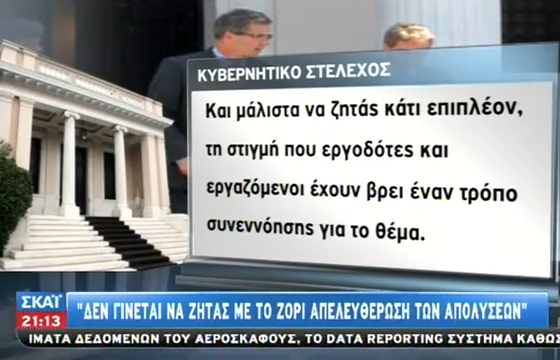 ΚΥΒΕΡΝΗΤΙΚΟ ΣΤΕΛΕΧΟΣ
Και μάλιστα να ζητάς κάτι επιπλέον,
τη στιγμή που εργοδότες και
εργαζόμενοι έχουν βρει έναν τρόπο
συνεννόησης για το θέμα.
ΣΚΑΪ
"ΔΕΝ ΓΙΝΕΤΑΙ ΝΑ ΖΗΤΑΣ ΜΕ ΤΟ ΖΟΡΙ ΑΠΕΛΕΥΘΕΡΩΣΗ ΤΩΝ ΑΠΟΛΥΣΕΩΝ"
21:13
ΙΜΑΤΑ ΔΕΔΟΜΕΝΩΝ ΤΟΥ ΑΕΡΟΣΚΑΦΟΥΣ, ΤΟ DATA REPORTING ΣΥΣΤΗΜΑ ΚΑΘΩ